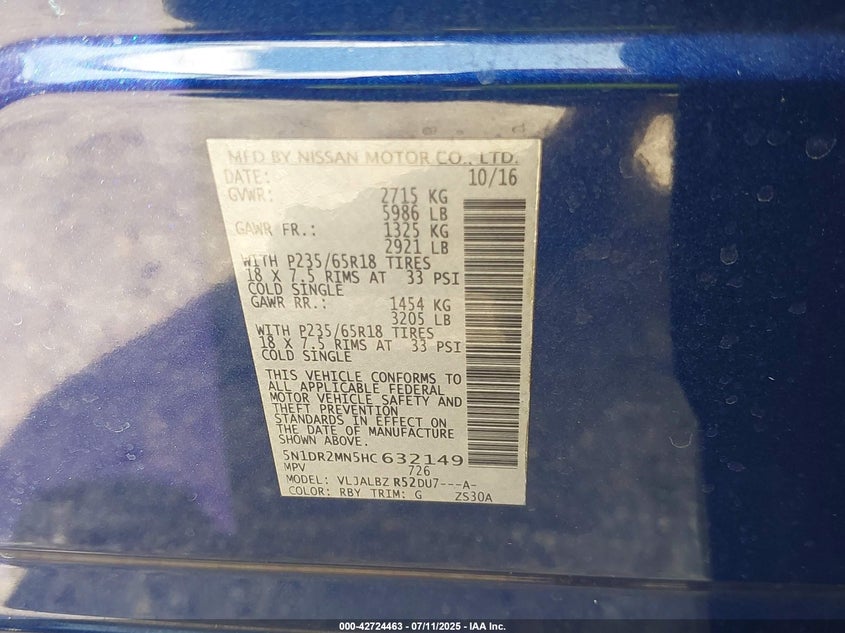 MFD BY NISSAN MOTOR CO., LTD.
DATE: 10/16
GVWR: 2715 KG
5986 LB
GAWR FR.: 1325 KG
2921 LB
WITH P235/65R18 TIRES
18 X 7.5 RIMS AT 33 PSI
COLD SINGLE
GAWR RR.: 1454 KG
3205 LB
WITH P235/65R18 TIRES
18 X 7.5 RIMS AT 33 PSI
COLD SINGLE
THIS VEHICLE CONFORMS TO
ALL APPLICABLE FEDERAL
MOTOR VEHICLE SAFETY AND
THEFT PREVENTION
STANDARDS IN EFFECT ON
THE DATE OF MANUFACTURE
SHOWN ABOVE.
5N1DR2MN5HC 632149
MPV 726
MODEL: VLJALBZ R52DU7---A-
COLOR: RBY TRIM: G ZS30A
000-42724463 - 07/11/2025 - IAA Inc.